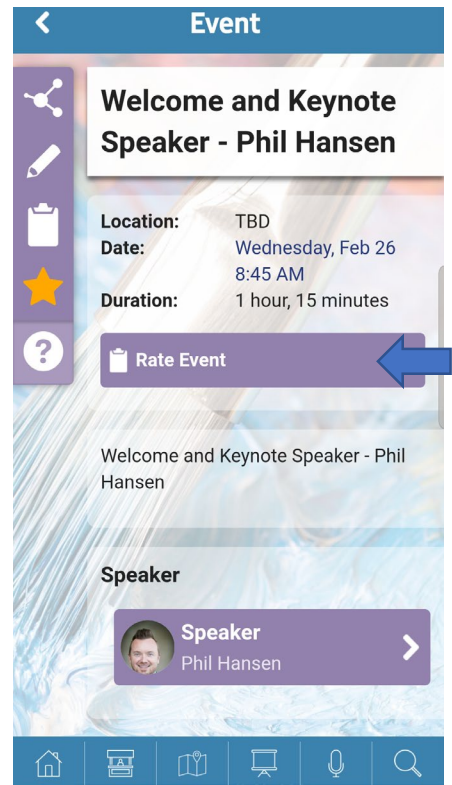 Event
Welcome and Keynote
Speaker - Phil Hansen
Location: TBD
Date: Wednesday, Feb 26
8:45 AM
Duration: 1 hour, 15 minutes
?
Rate Event
Welcome and Keynote Speaker - Phil
Hansen
Speaker
Speaker
Phil Hansen